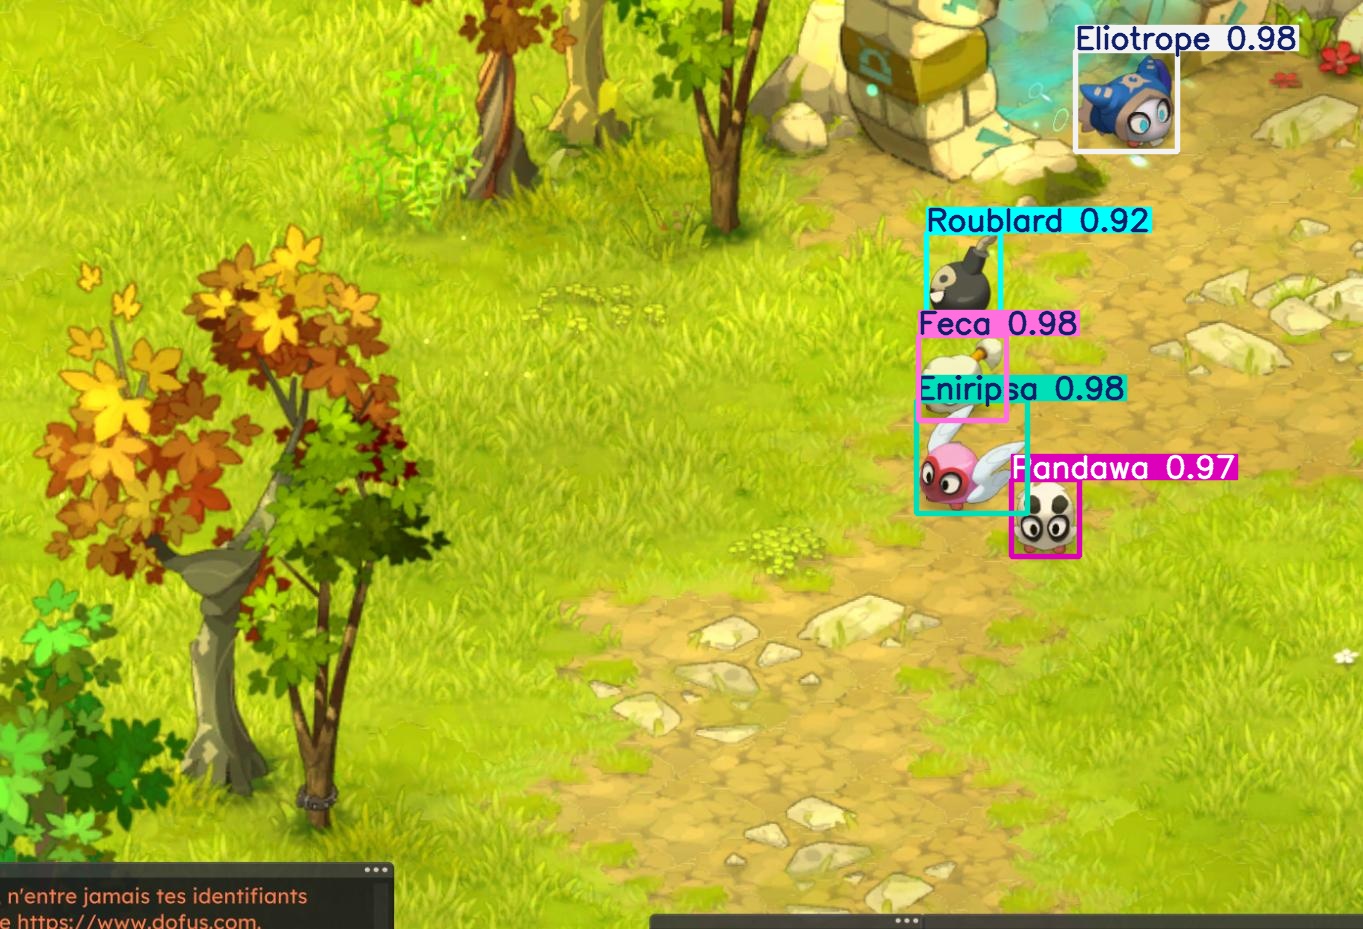 Eliotrope 0.98
Roublard 0.92
Feca 0.98
Eniripsa 0.98
Pandawa 0.97
n'entre jamais tes identifiants
e https://www.dofus.com.